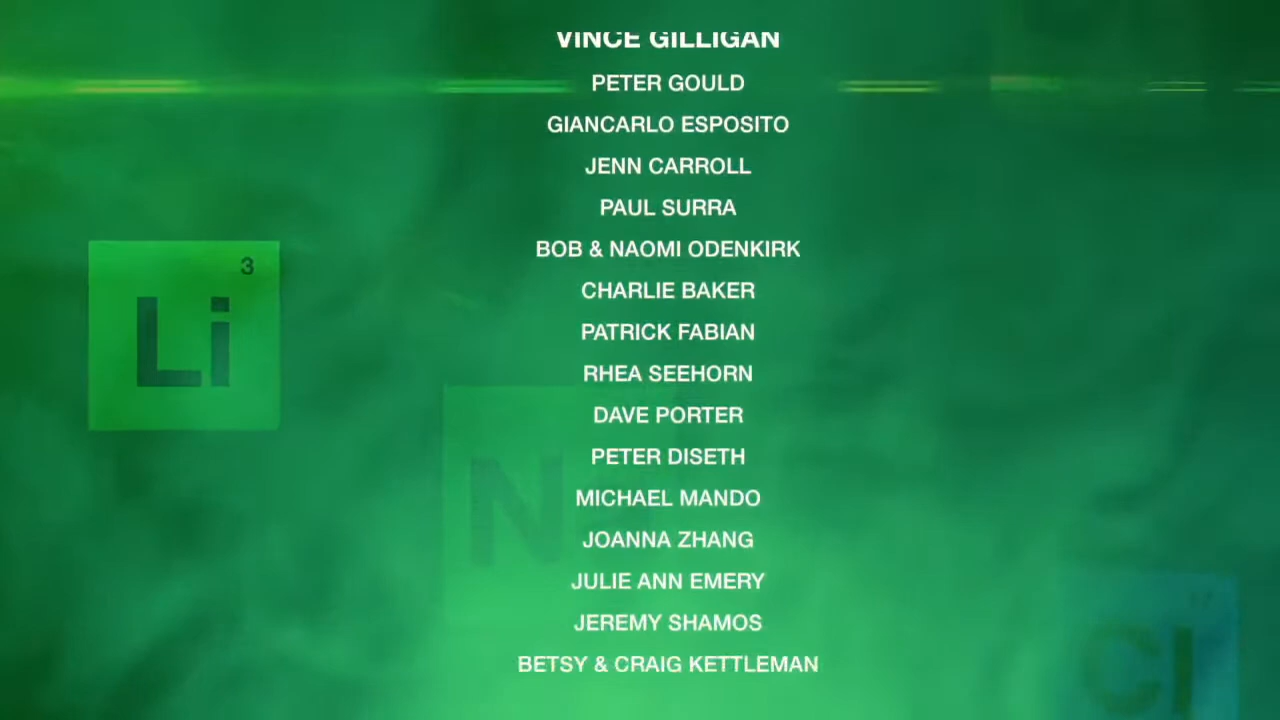 VINCE GILLIGAN
PETER GOULD
GIANCARLO ESPOSITO
JENN CARROLL
PAUL SURRA
BOB & NAOMI ODENKIRK
CHARLIE BAKER
PATRICK FABIAN
RHEA SEEHORN
DAVE PORTER
PETER DISETH
MICHAEL MANDO
JOANNA ZHANG
JULIE ANN EMERY
JEREMY SHAMOS
BETSY & CRAIG KETTLEMAN
3
Li
N
Cl